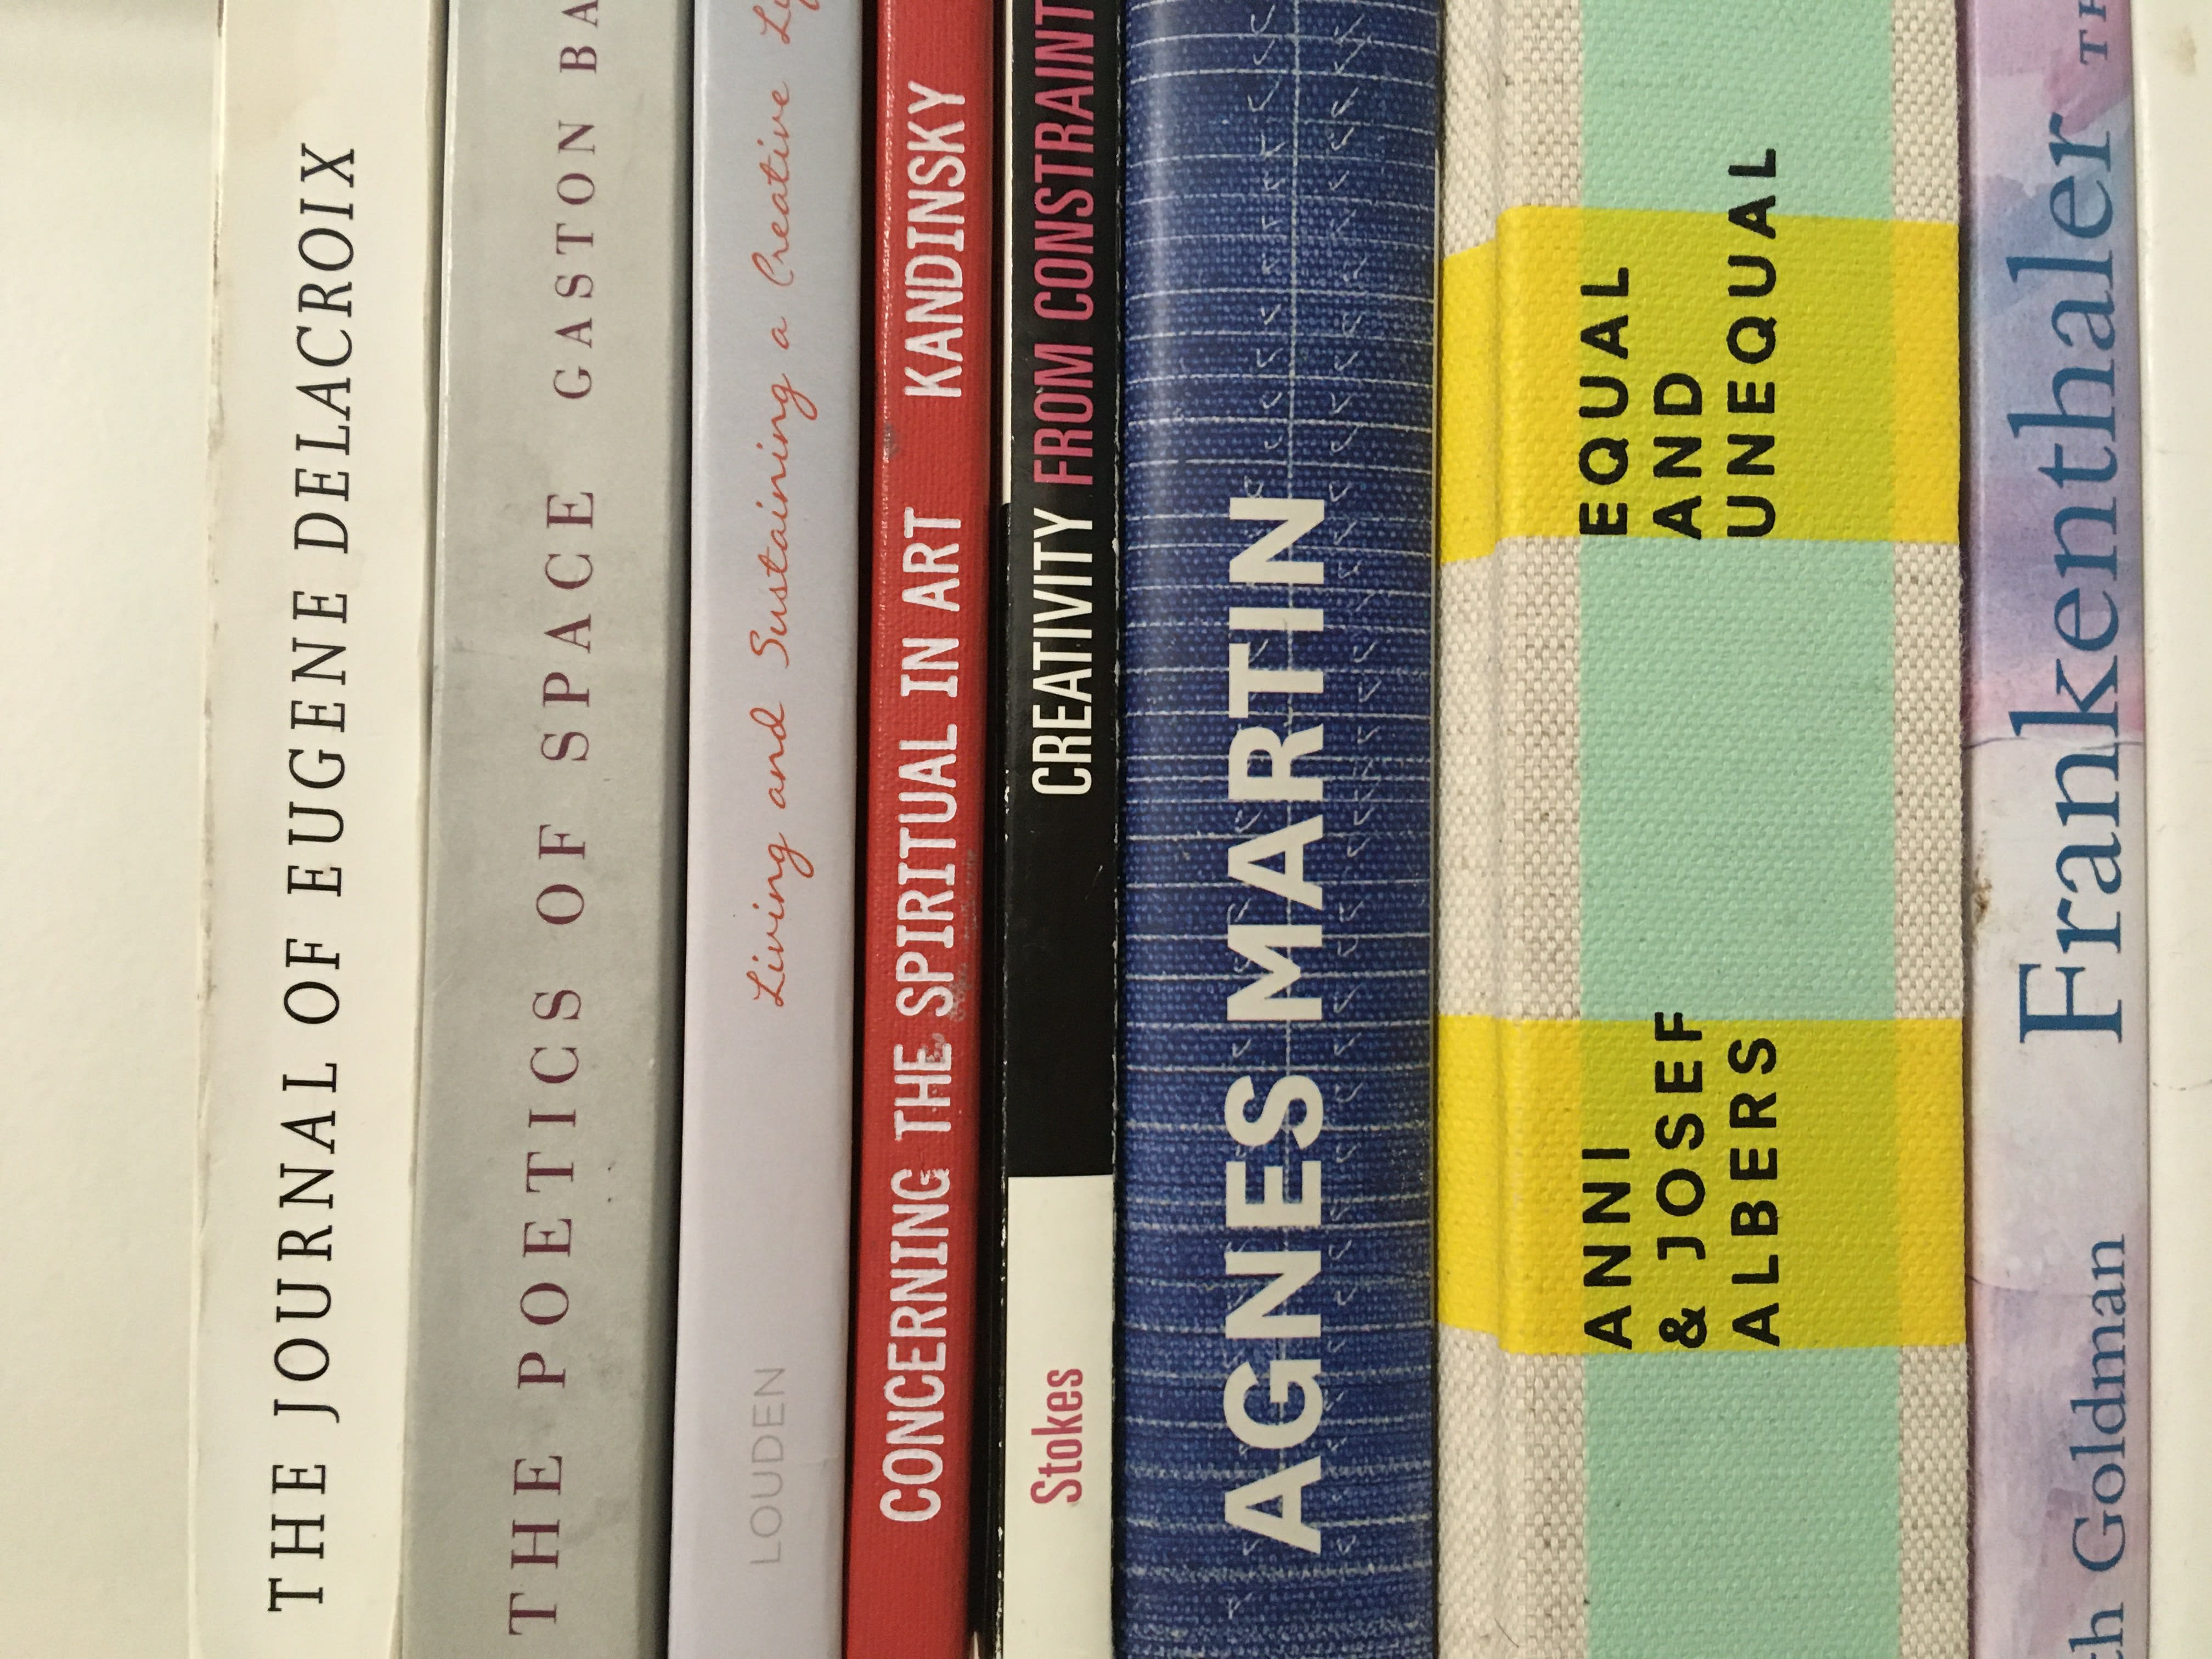 THE JOURNAL OF EUGENE DELACROIX
THE POETICS OF SPACE GASTON BA
LOUDEN Living and Sustaining a Creative
CONCERNING THE SPIRITUAL IN ART KANDINSKY
Stokes CREATIVITY FROM CONSTRAINT
AGNES MARTIN
ANNI
& JOSEF
ALBERS
EQUAL
AND
UNEQUAL
th Goldman Frankenthaler